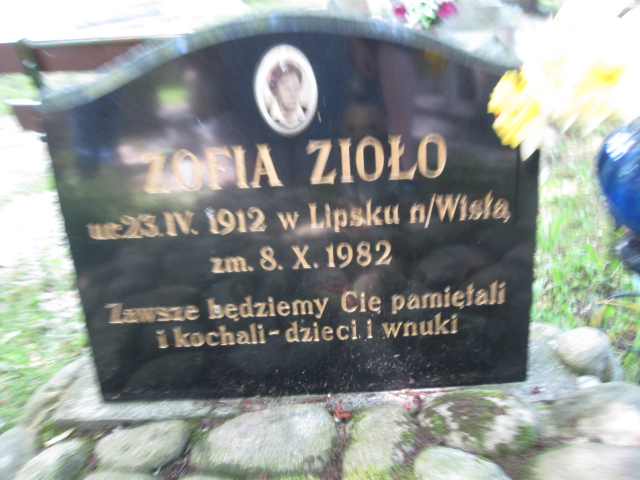 ZOFIA ZIOŁO
ur. 23. IV. 1912 w Lipsku n/Wisłą
zm. 8. X. 1982
Zawsze będziemy Cię pamiętali
i kochali - dzieci i wnuki